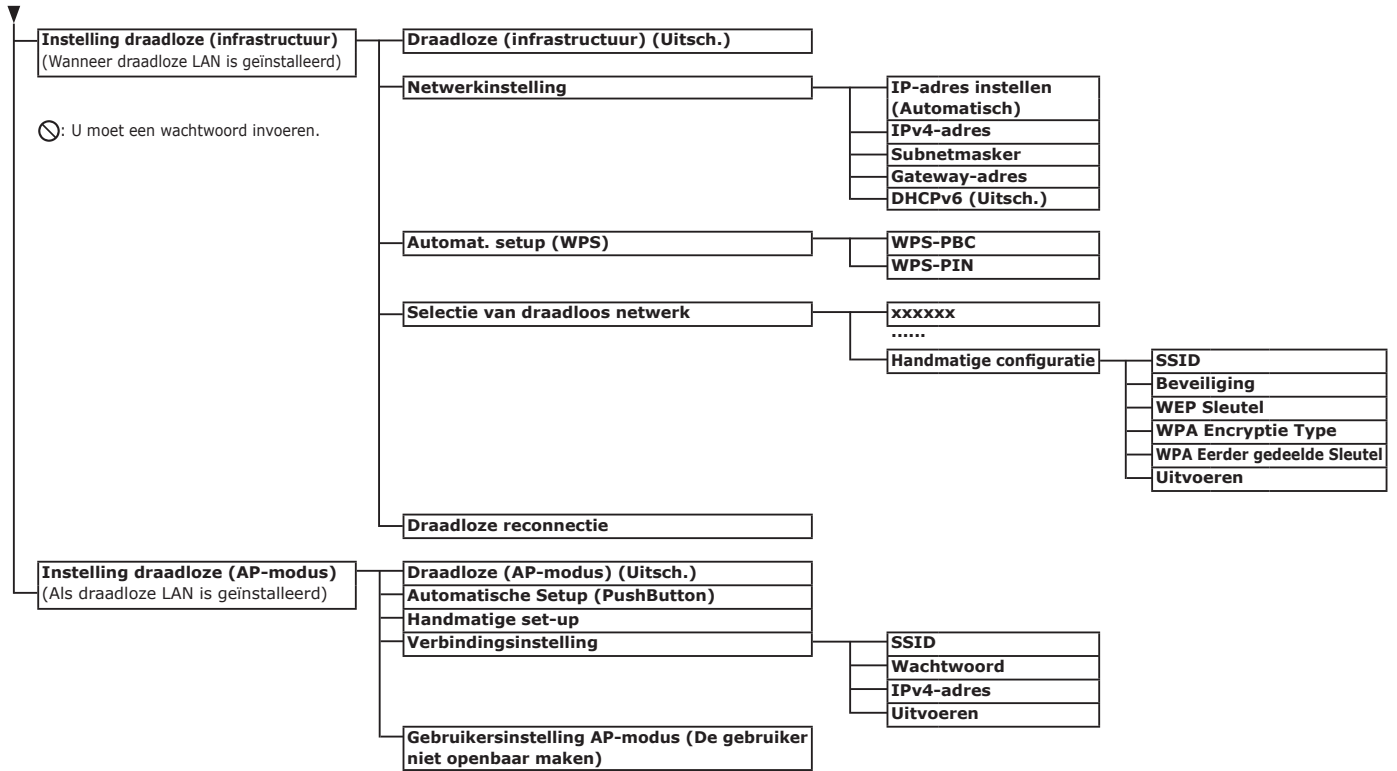 Instelling draadloze (infrastructuur)
(Wanneer draadloze LAN is geïnstalleerd)
: U moet een wachtwoord invoeren.
Draadloze (infrastructuur) (Uitsch.)
Netwerkinstelling
IP-adres instellen
(Automatisch)
IPv4-adres
Subnetmasker
Gateway-adres
DHCPv6 (Uitsch.)
Automat. setup (WPS)
WPS-PBC
WPS-PIN
Selectie van draadloos netwerk
xxxxxx
......
Handmatige configuratie
SSID
Beveiliging
WEP Sleutel
WPA Encryptie Type
WPA Eerder gedeelde Sleutel
Uitvoeren
Draadloze reconnectie
Instelling draadloze (AP-modus)
(Als draadloze LAN is geïnstalleerd)
Draadloze (AP-modus) (Uitsch.)
Automatische Setup (PushButton)
Handmatige set-up
Verbindingsinstelling
SSID
Wachtwoord
IPv4-adres
Uitvoeren
Gebruikersinstelling AP-modus (De gebruiker
niet openbaar maken)